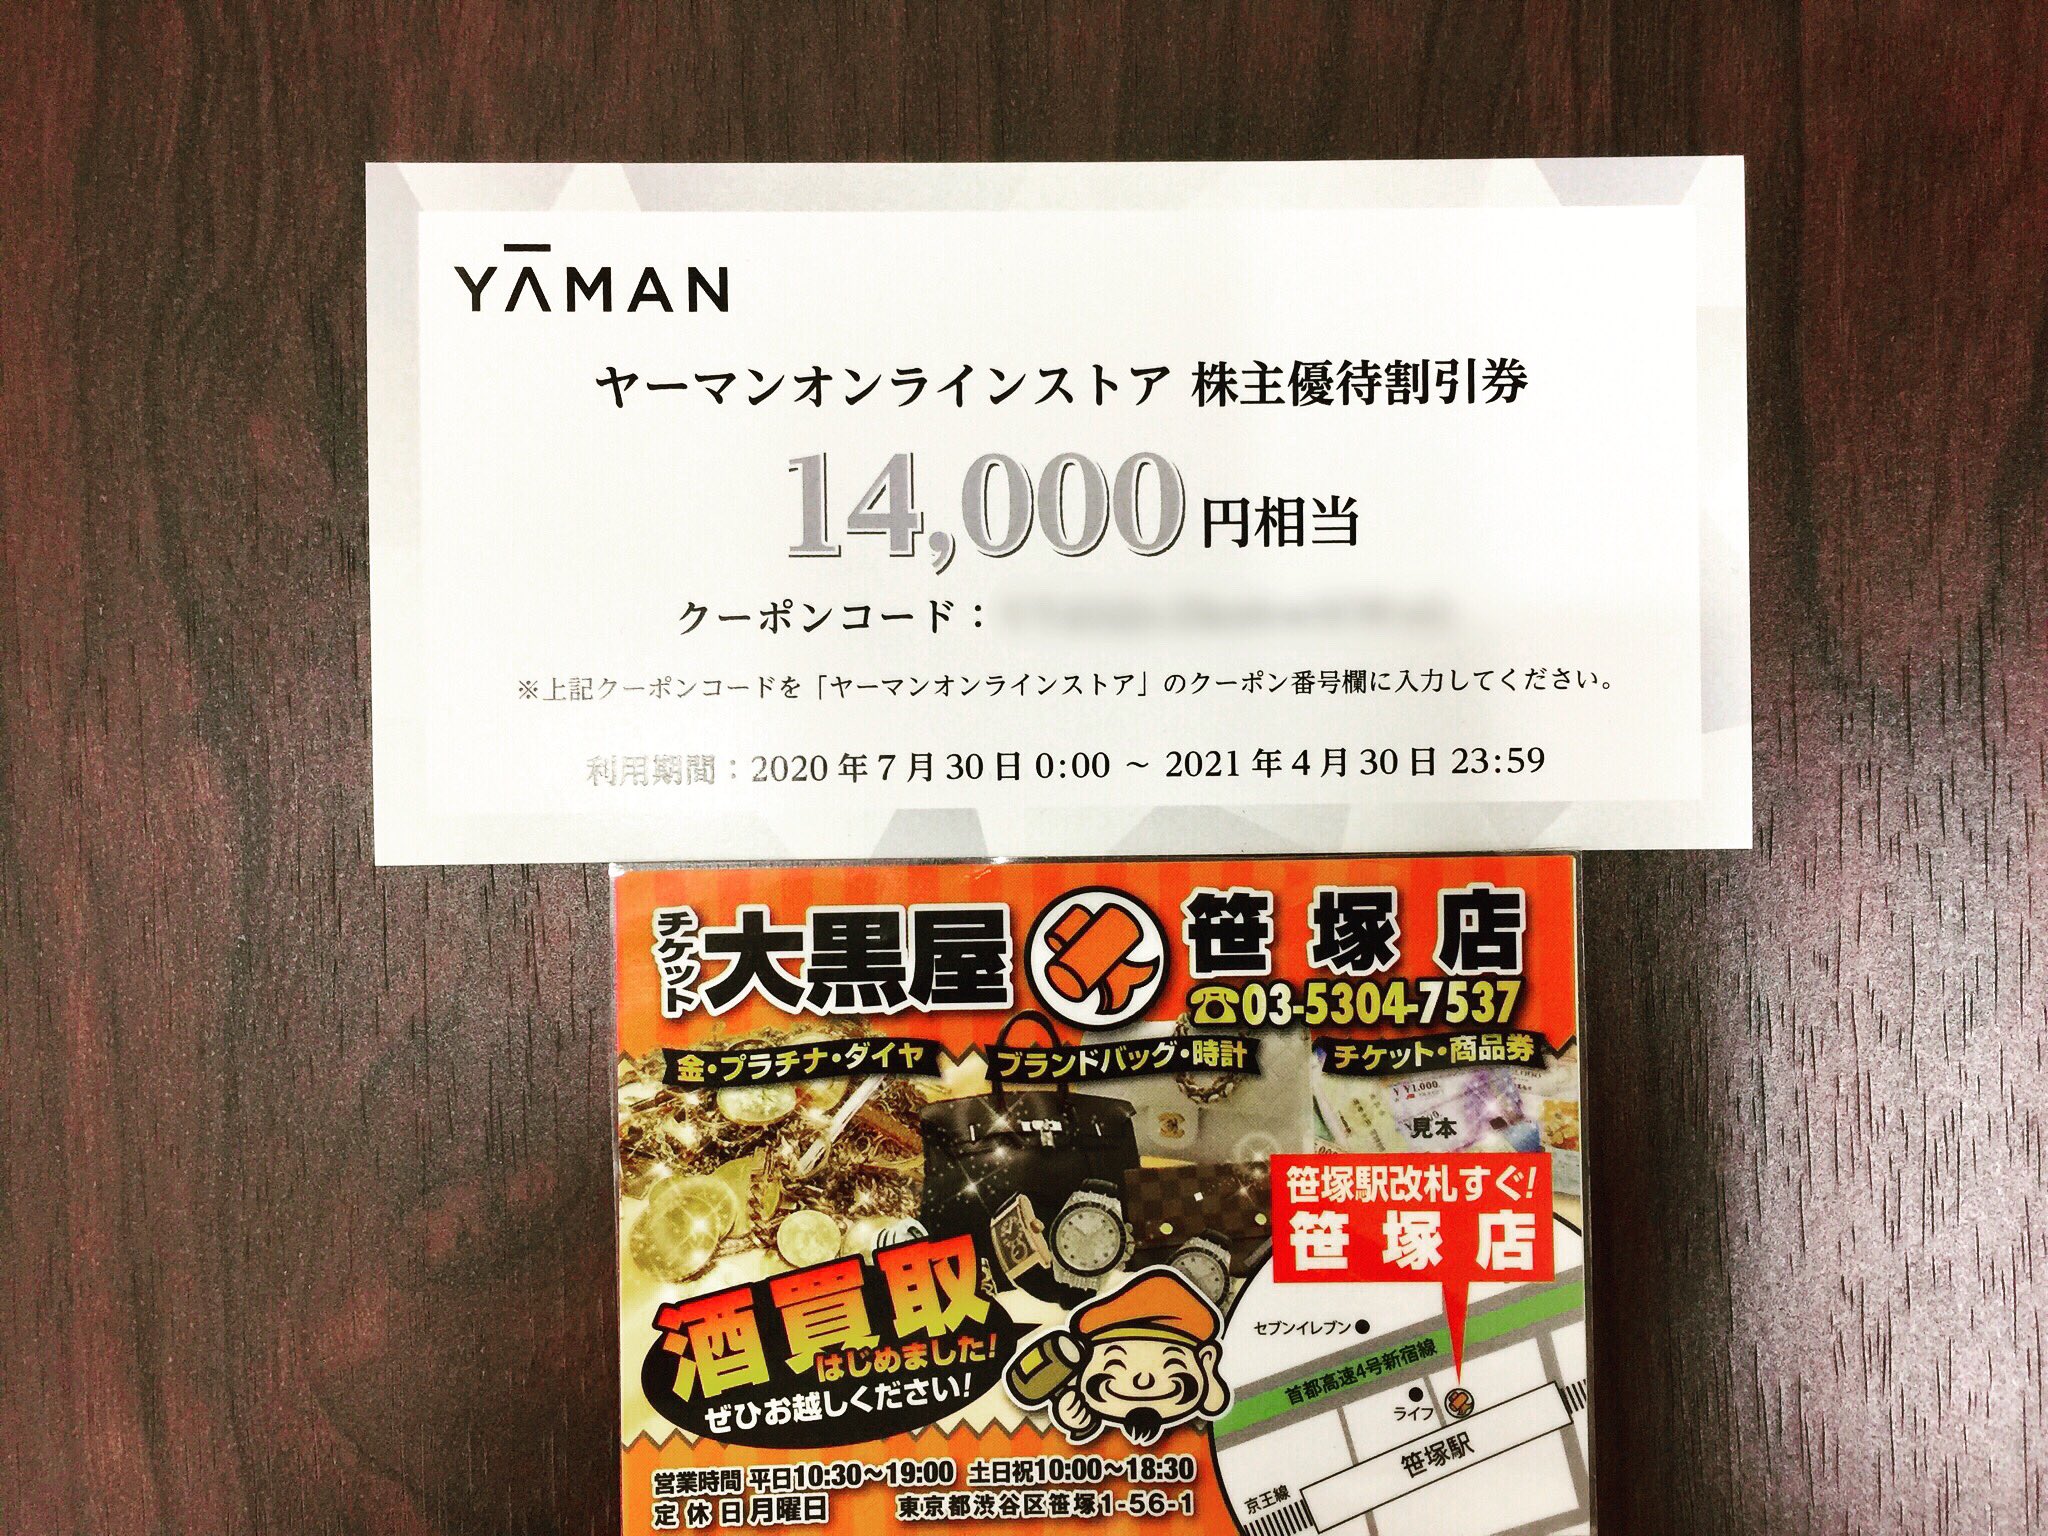 YĀMAN
ヤーマンオンラインストア 株主優待割引券
14,000円相当
クーポンコード：
※上記クーポンコードを「ヤーマンオンラインストア」のクーポン番号欄に入力してください。
利用期間：2020年7月30日0:00 ～ 2021年4月30日23:59
チケット大黒屋 笹塚店
☎03-5304-7537
金・プラチナ・ダイヤ ブランドバッグ・時計 チケット・商品券
¥1,000
見本
笹塚駅改札すぐ!
笹塚店
酒買取
はじめました!
ぜひお越しください!
セブンイレブン
首都高速4号新宿線
ライフ
笹塚駅
京王線
営業時間 平日10:30～19:00 土日祝10:00～18:30
定休日月曜日 東京都渋谷区笹塚1-56-1